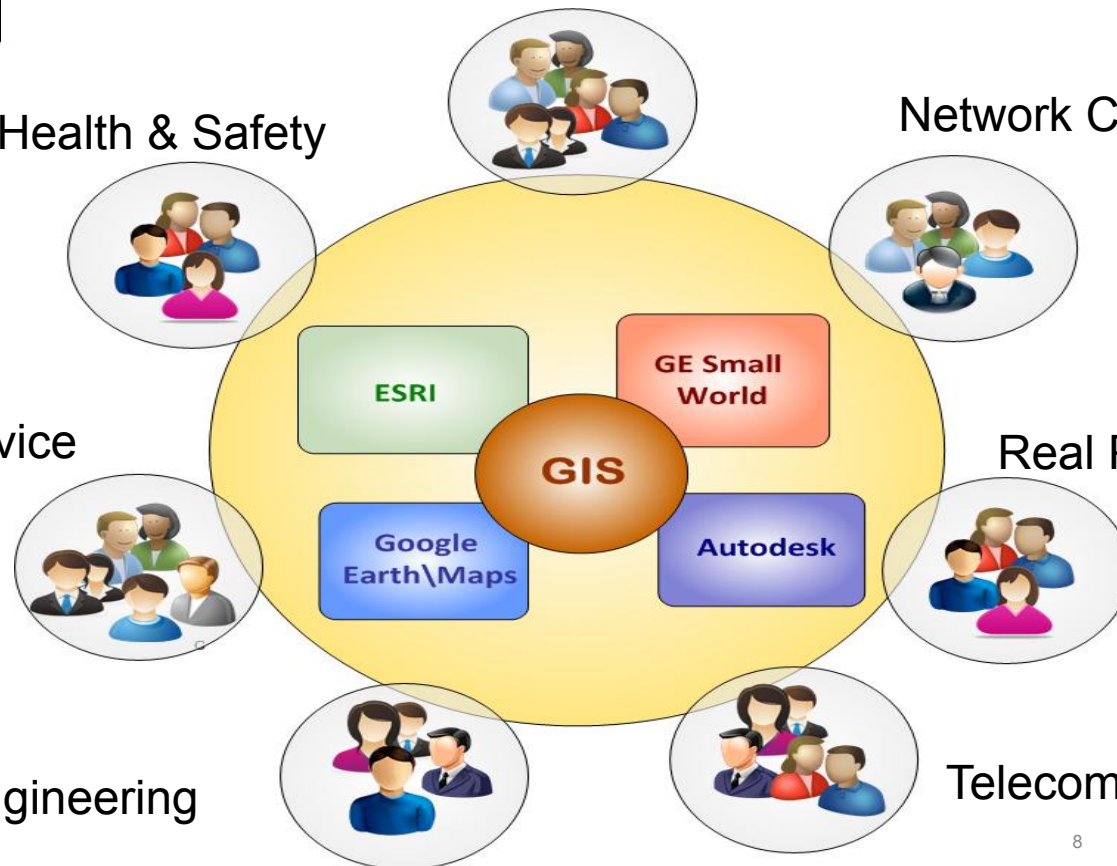 Health & Safety
Network C
ESRI
GE Small
World
GIS
vice
Real
Google
Earth\Maps
Autodesk
G
gineering
Telecom
8